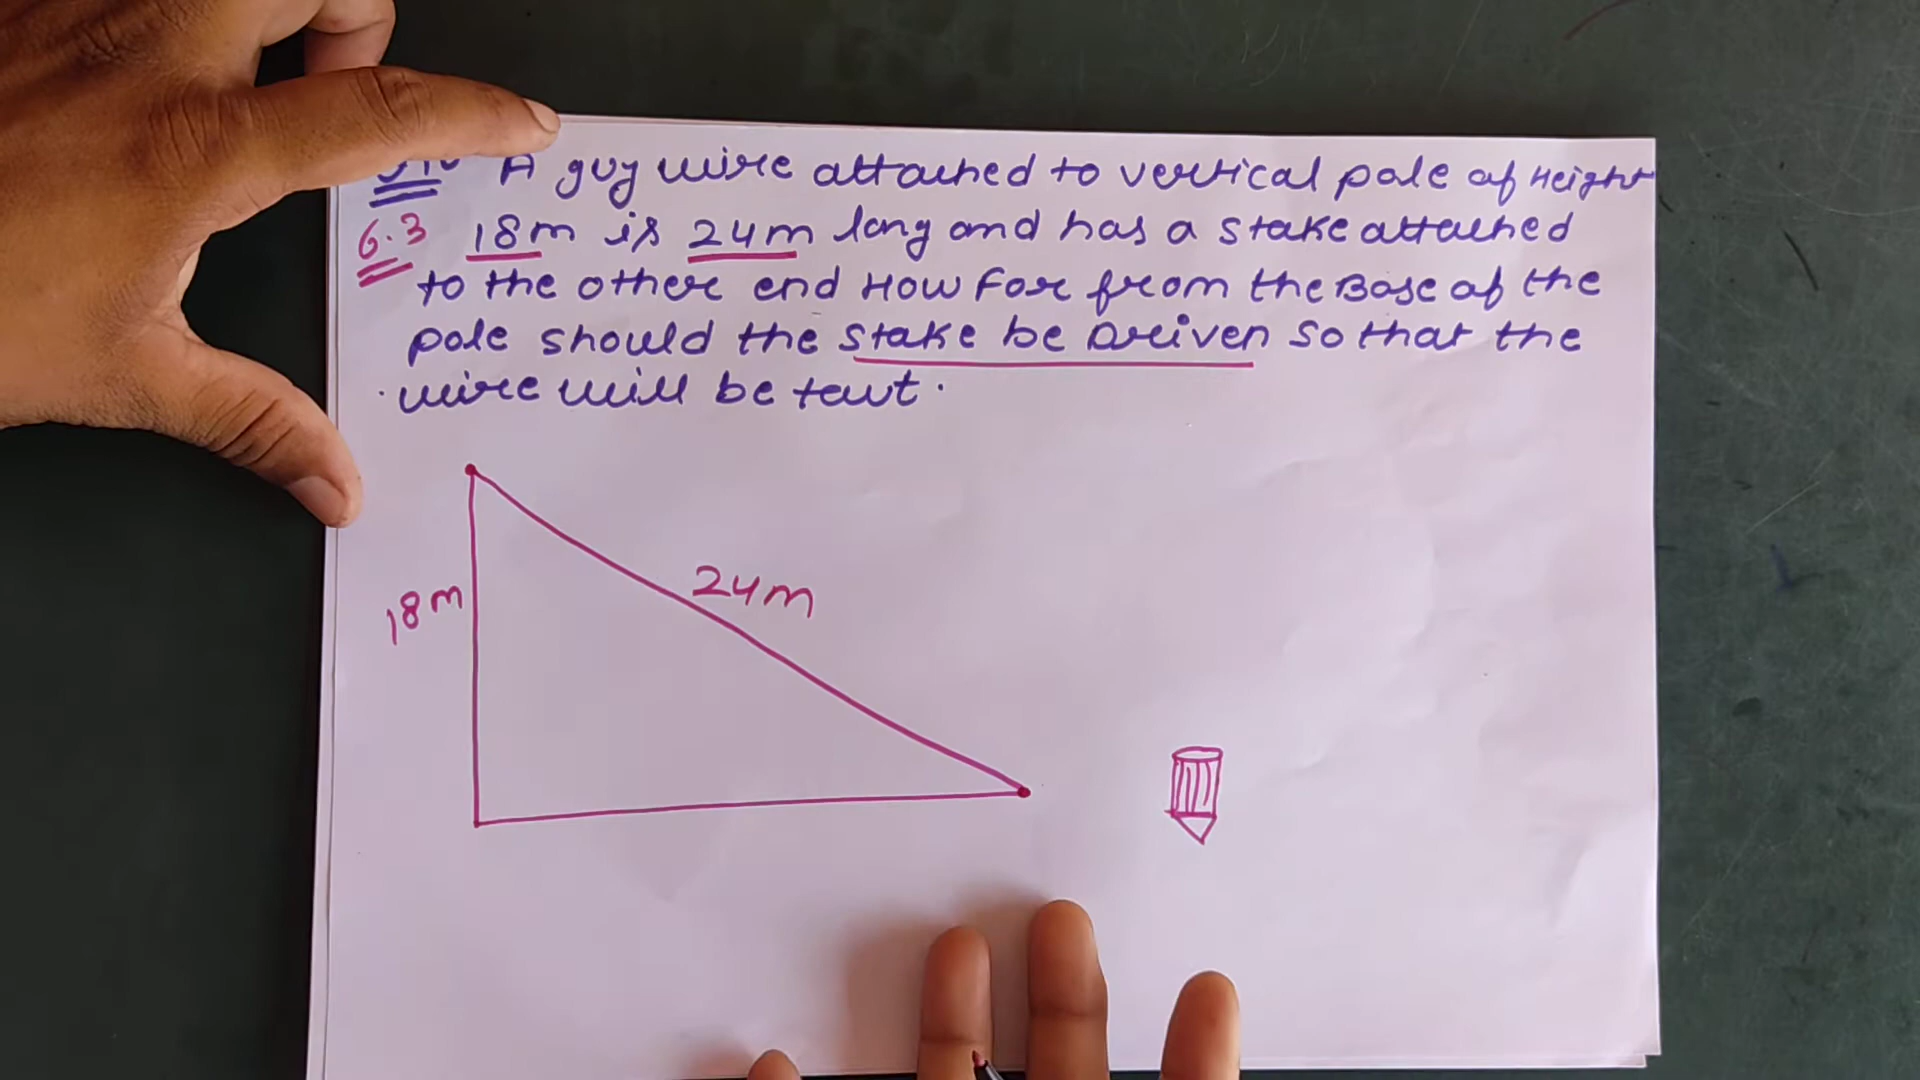 A guy wire attached to vertical pole of Height
6.3 18m is 24m long and has a stake attached
to the other end How For from the Base of the
pole should the stake be Driven so that the
wire will be tawt.
18m
24m